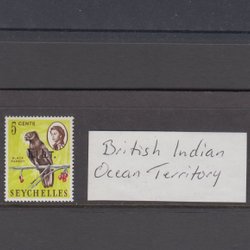 5 CENTS
BLACK PARROT
SEYCHELLES
British Indian
Ocean Territory